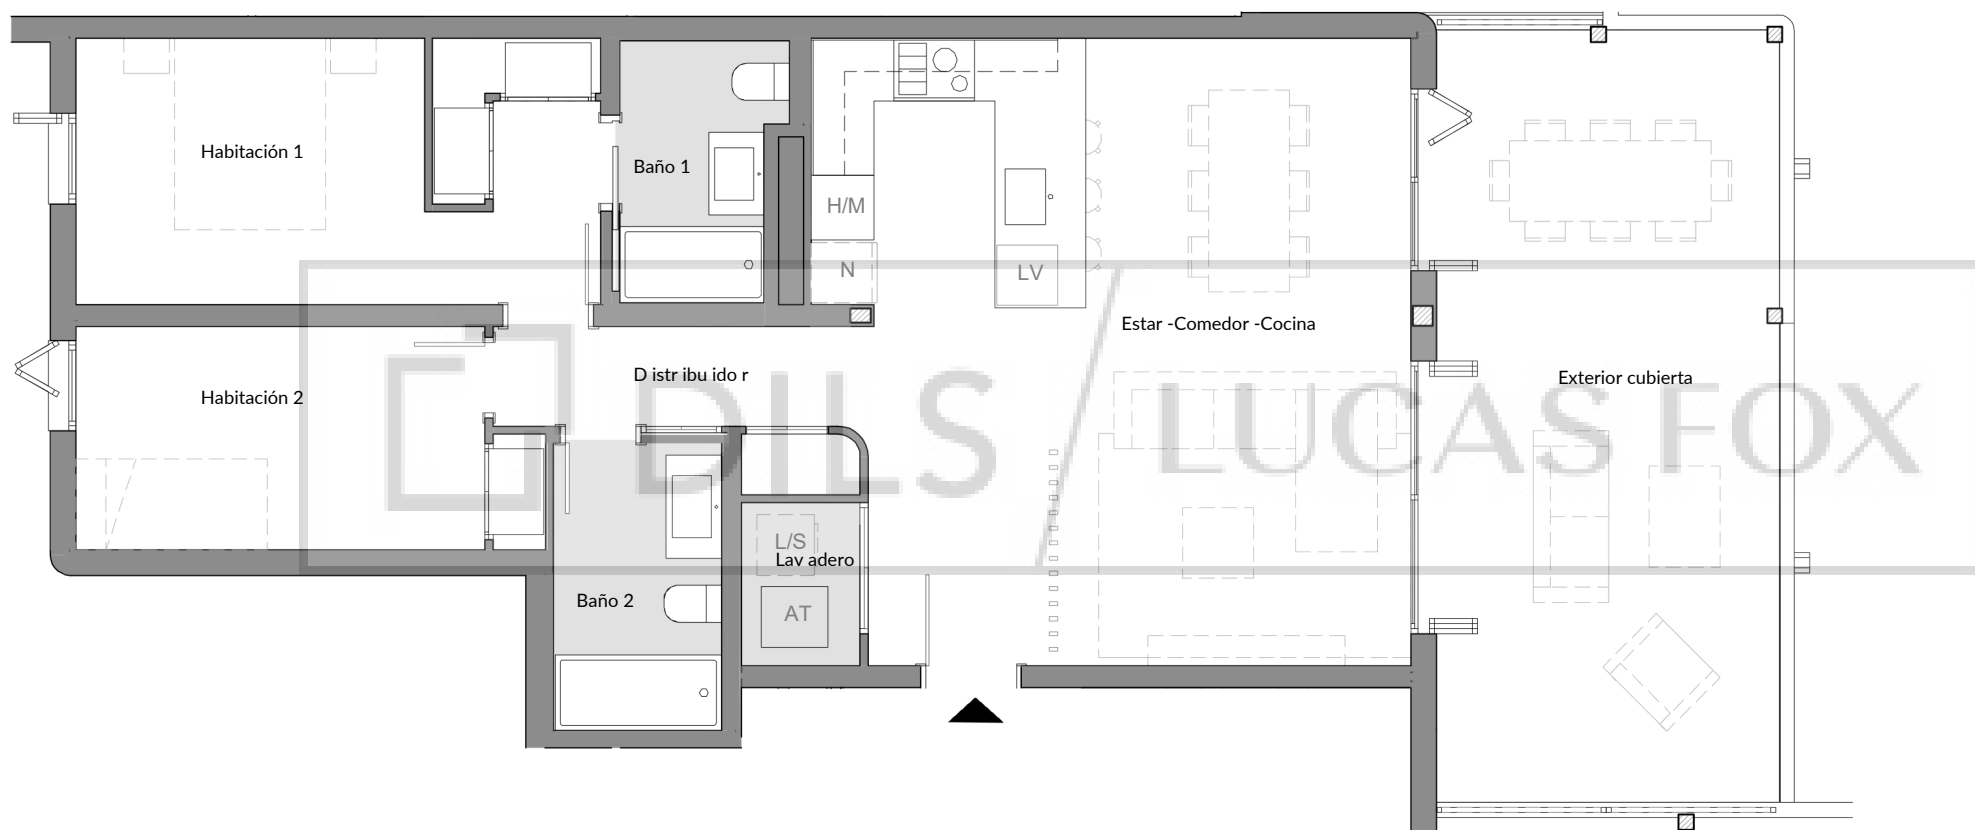 Habitación 1
Baño 1
H/M
N
LV
Estar -Comedor -Cocina
D istr ibu ido r
Exterior cubierta
Habitación 2
DILS / LUCAS FOX
L/S
Lav adero
Baño 2
AT